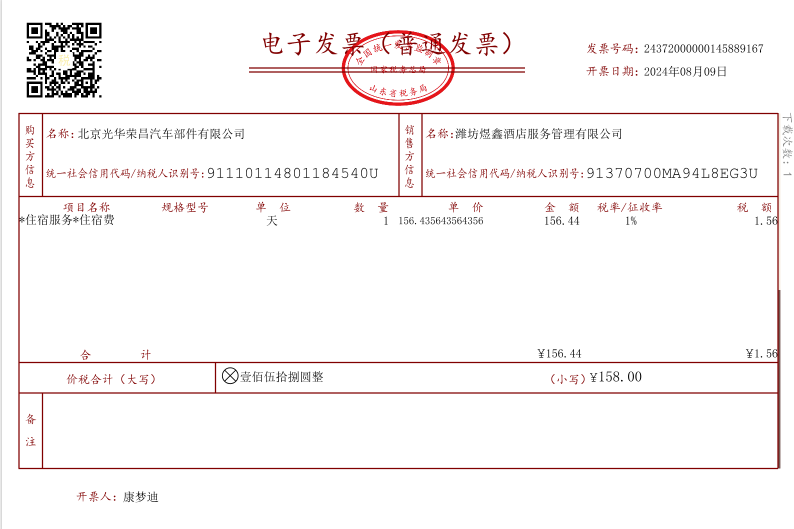 电子发票（普通发票）
全国统一发票监制章
国家税务总局
山东省税务局
发票号码：24372000000145889167
开票日期：2024年08月09日
下载次数：1
购买方信息
名称：北京光华荣昌汽车部件有限公司
统一社会信用代码/纳税人识别号：91110114801184540U
销售方信息
名称：潍坊煜鑫酒店服务管理有限公司
统一社会信用代码/纳税人识别号：91370700MA94L8EG3U
项目名称 规格型号 单位 数量 单价 金额 税率/征收率 税额
*住宿服务*住宿费 天 1 156.435643564356 156.44 1% 1.56
合计 ¥156.44 ¥1.56
价税合计（大写） ⊗壹佰伍拾捌圆整 （小写）¥158.00
备注
开票人：康梦迪